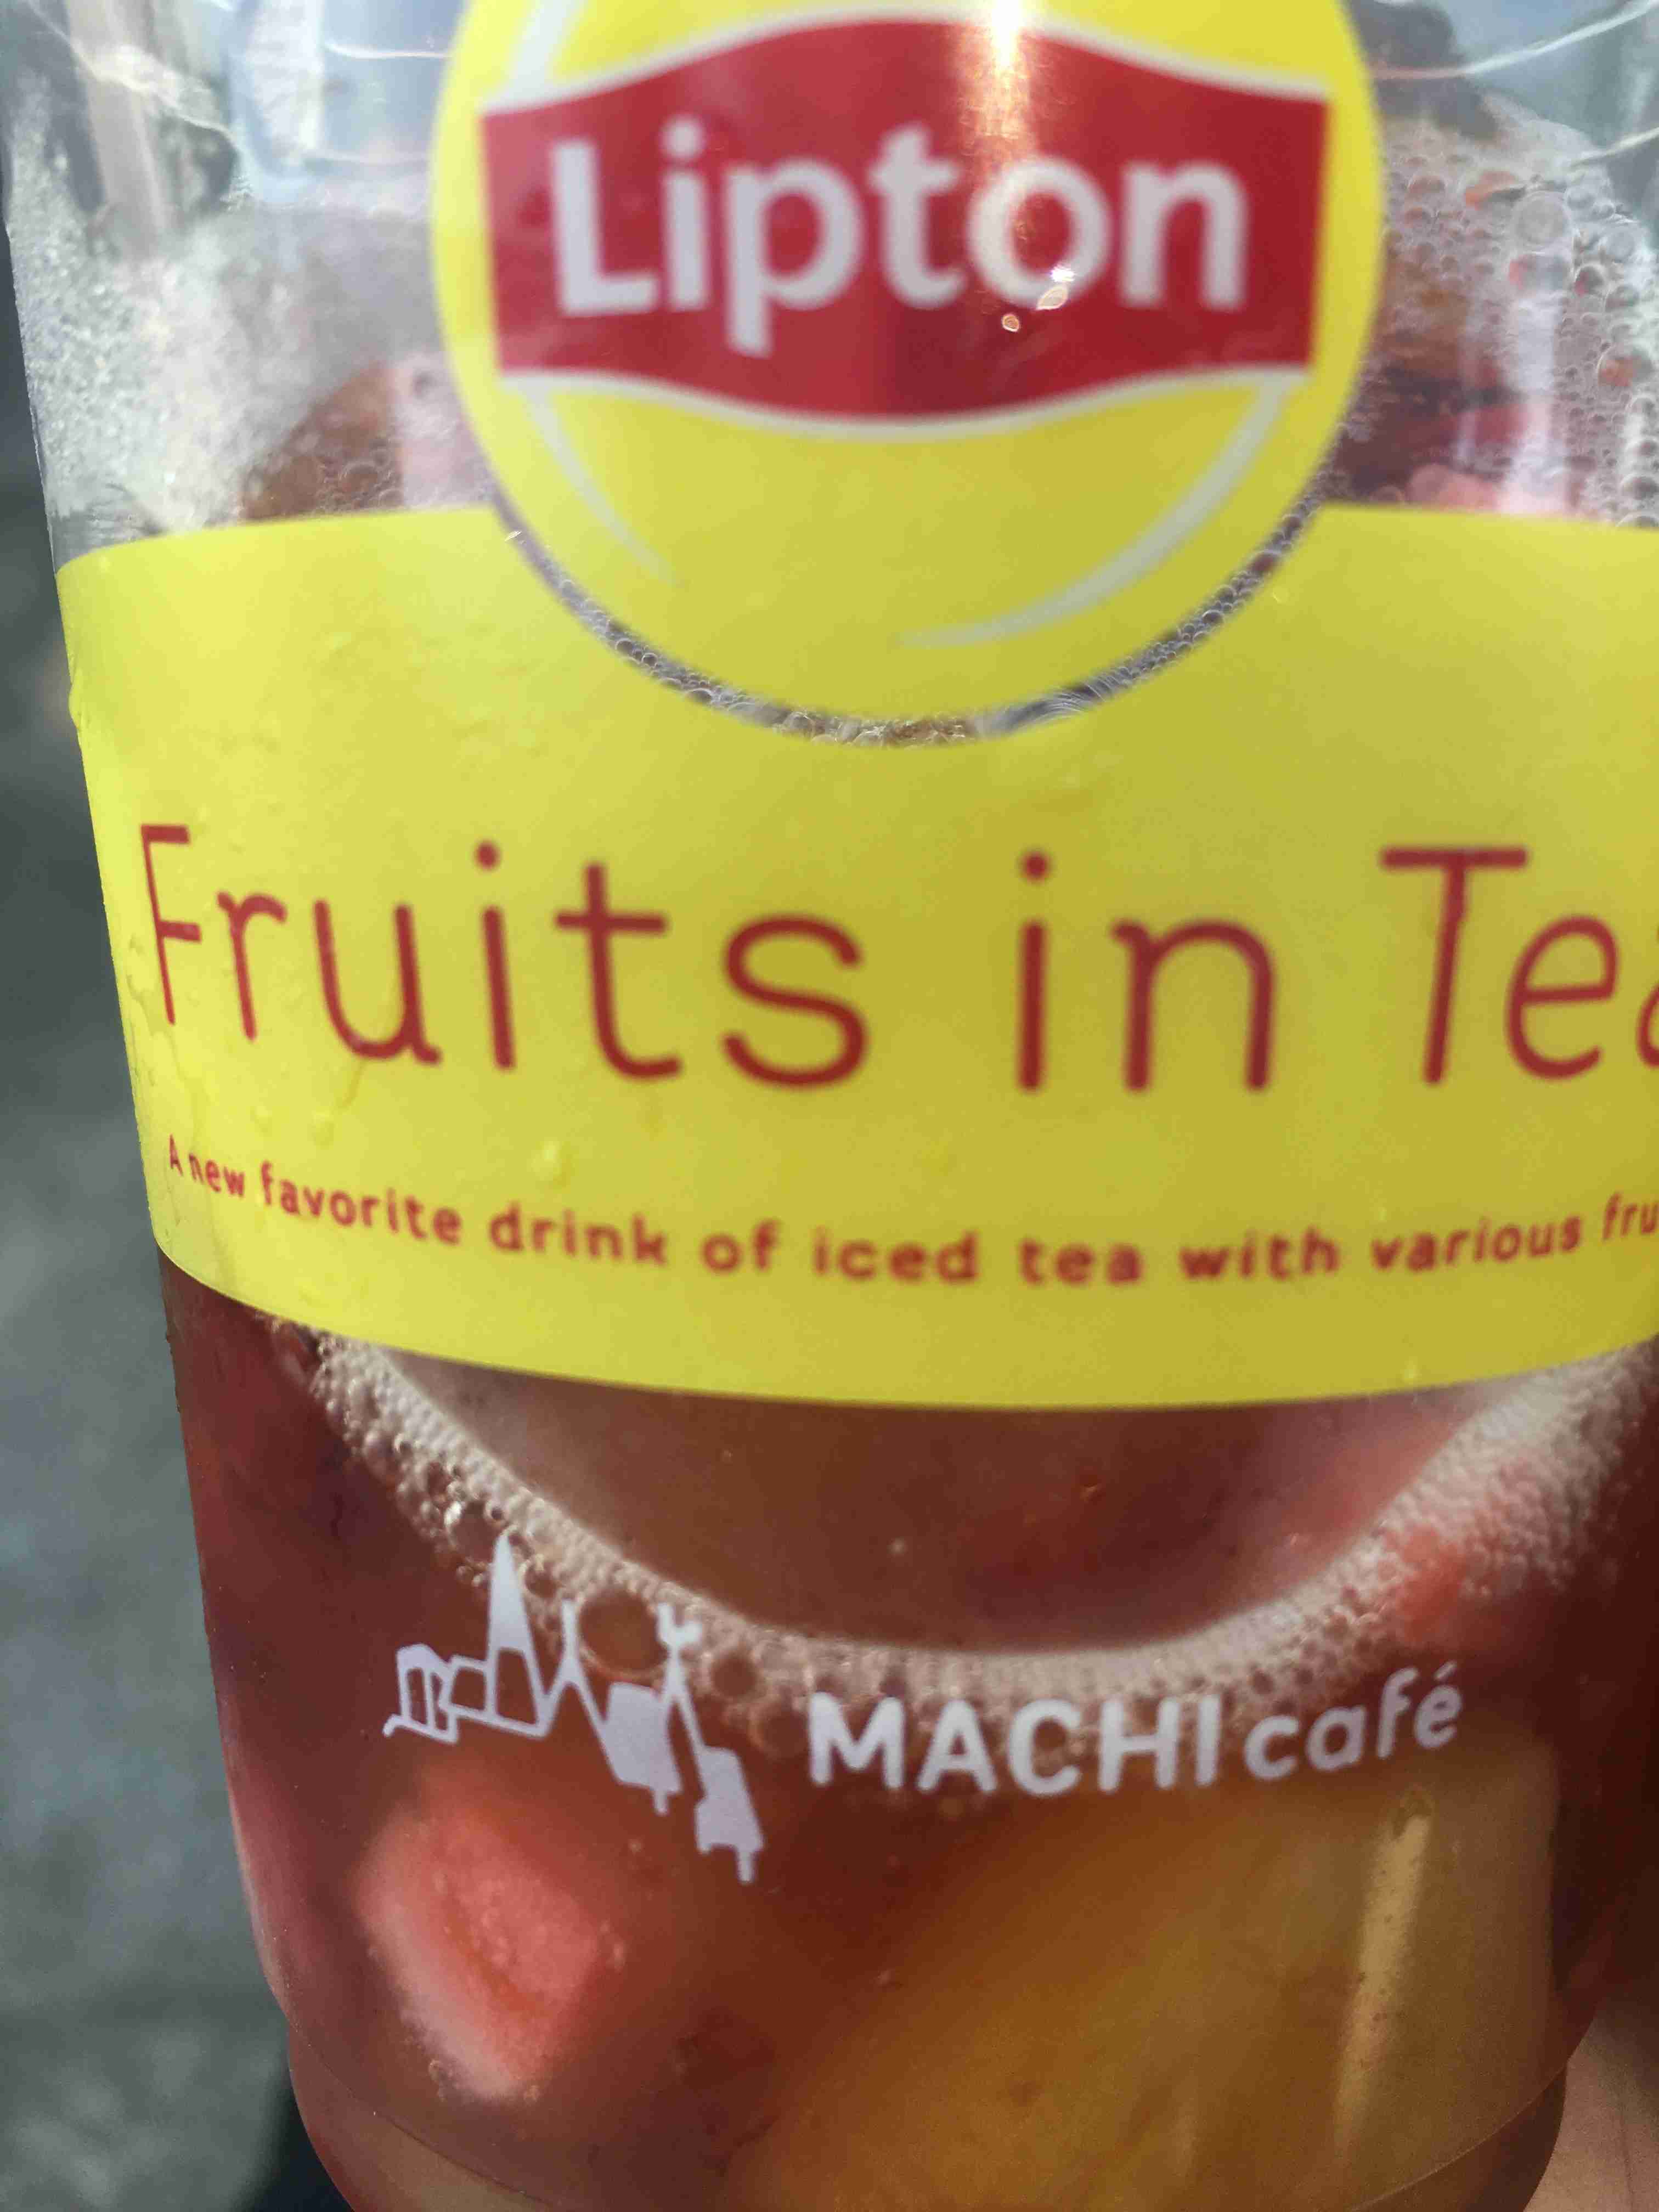 Lipton
Fruits in Te
A new favorite drink of iced tea with various fru
MACHI café